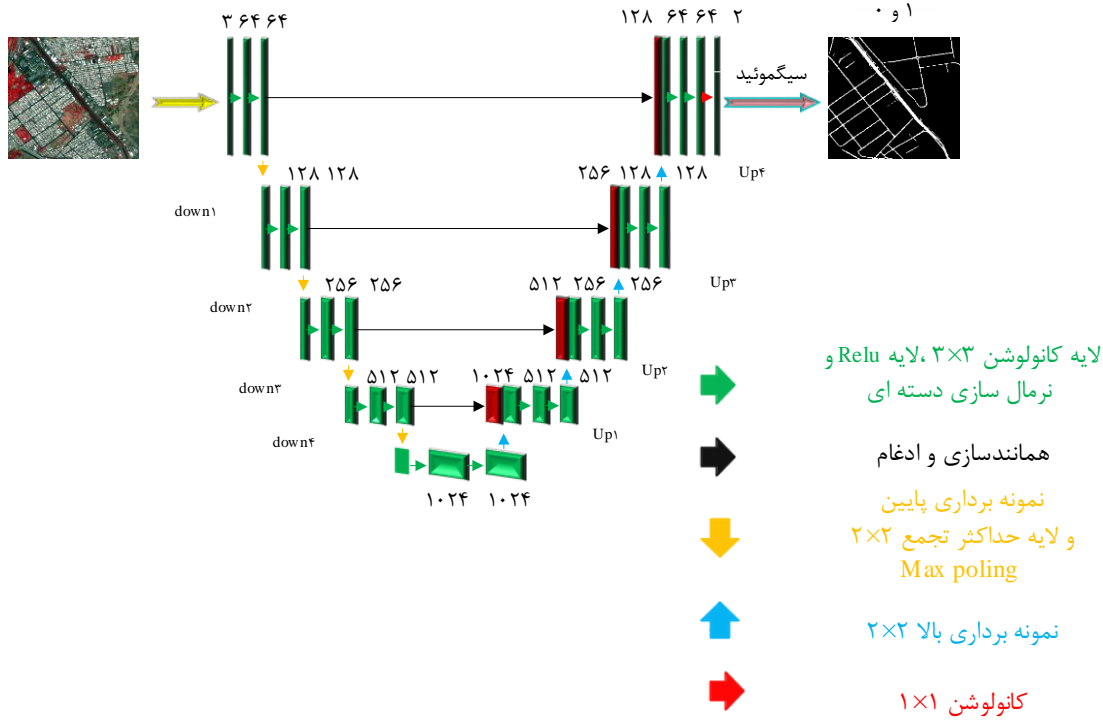 ۳ ۶۴ ۶۴
۱۲۸ ۶۴ ۶۴ ۲
۱ و ۰
سیگموئید
۱۲۸ ۱۲۸
۲۵۶ ۱۲۸ ۱۲۸
Up۴
down۱
۲۵۶ ۲۵۶
۵۱۲ ۲۵۶ ۲۵۶
Up۳
down۲
۵۱۲ ۵۱۲
۱۰۲۴ ۵۱۲ ۵۱۲
Up۲
down۳
Up۱
down۴
۱۰۲۴ ۱۰۲۴
لایه کانولوشن ۳×۳ ،لایه Relu و
نرمال سازی دسته ای
همانندسازی و ادغام
نمونه برداری پایین
و لایه حداکثر تجمع ۲×۲
Max poling
نمونه برداری بالا ۲×۲
کانولوشن ۱×۱